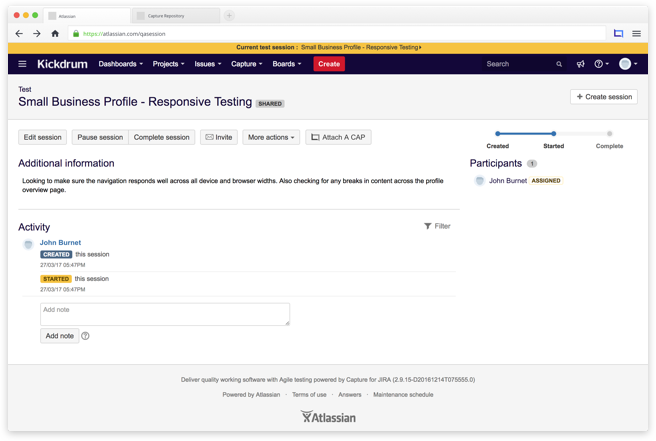 Atlassian
Capture Repository
https://atlassian.com/qasession
Current test session : Small Business Profile - Responsive Testing
Kickdrum Dashboards Projects Issues Capture Boards Create Search
Test
Small Business Profile - Responsive Testing SHARED
+ Create session
Edit session Pause session Complete session Invite More actions Attach A CAP
Created Started Complete
Additional information
Looking to make sure the navigation responds well across all device and browser widths. Also checking for any breaks in content across the profile
overview page.
Participants 1
John Burnet ASSIGNED
Activity
Filter
John Burnet
CREATED this session
27/03/17 05:47PM
STARTED this session
27/03/17 05:47PM
Add note
Add note
Deliver quality working software with Agile testing powered by Capture for JIRA (2.9.15-D20161214T075555.0)
Powered by Atlassian · Terms of use · Answers · Maintenance schedule
Atlassian